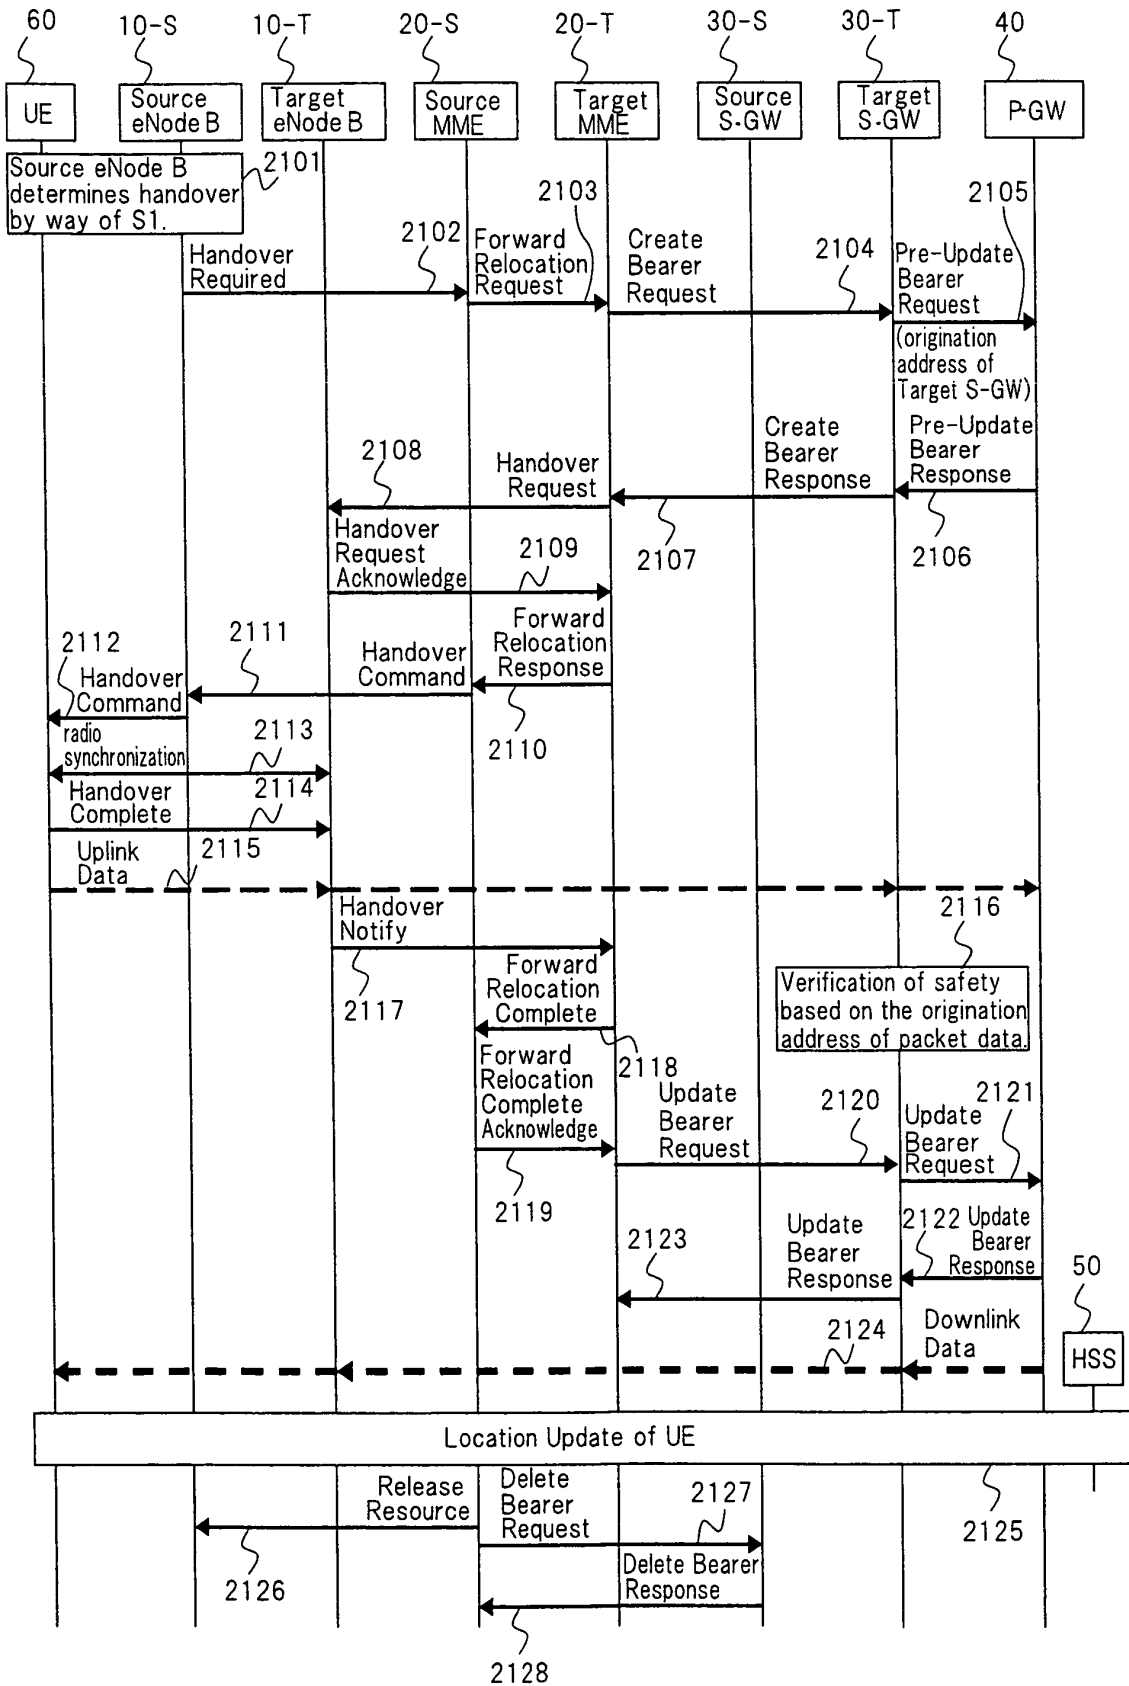 60
10-S
10-T
20-S
20-T
30-S
30-T
40
UE
Source
eNode B
Target
eNode B
Source
MME
Target
MME
Source
S-GW
Target
S-GW
P-GW
Source eNode B
determines handover
by way of S1.
2101
Handover
Required
2102
Forward
Relocation
Request
2103
Create
Bearer
Request
2104
Pre-Update
Bearer
Request
2105
(origination
address of
Target S-GW)
Pre-Update
Bearer
Response
2106
Create
Bearer
Response
2107
Handover
Request
2108
Handover
Request
Acknowledge
2109
Forward
Relocation
Response
2110
Handover
Command
2111
Handover
Command
2112
radio
synchronization
2113
Handover
Complete
2114
Uplink
Data
2115
2116
Verification of safety
based on the origination
address of packet data.
Handover
Notify
2117
Forward
Relocation
Complete
2118
Forward
Relocation
Complete
Acknowledge
2119
Update
Bearer
Request
2120
Update
Bearer
Request
2121
Update
Bearer
Response
2122
Update
Bearer
Response
2123
Downlink
Data
2124
50
HSS
Location Update of UE
2125
Release
Resource
2126
Delete
Bearer
Request
2127
Delete Bearer
Response
2128